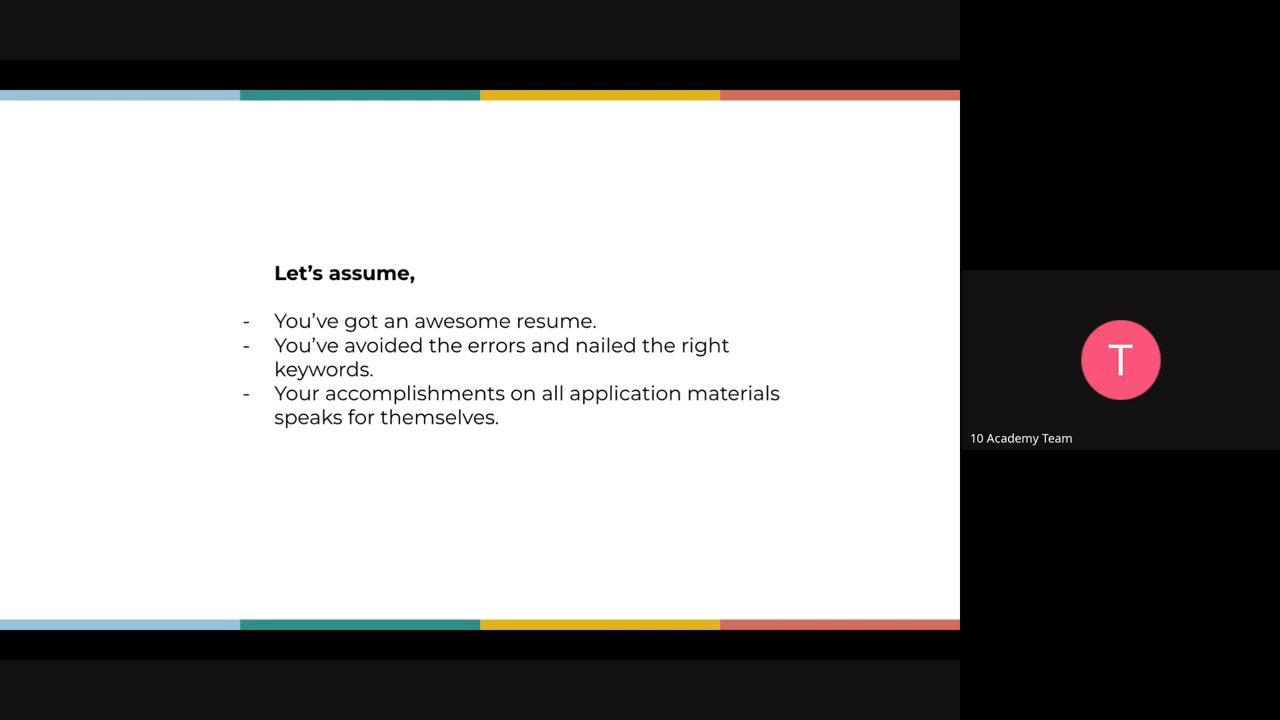 Let’s assume,
- You’ve got an awesome resume.
- You’ve avoided the errors and nailed the right
keywords.
- Your accomplishments on all application materials
speaks for themselves.
T
10 Academy Team